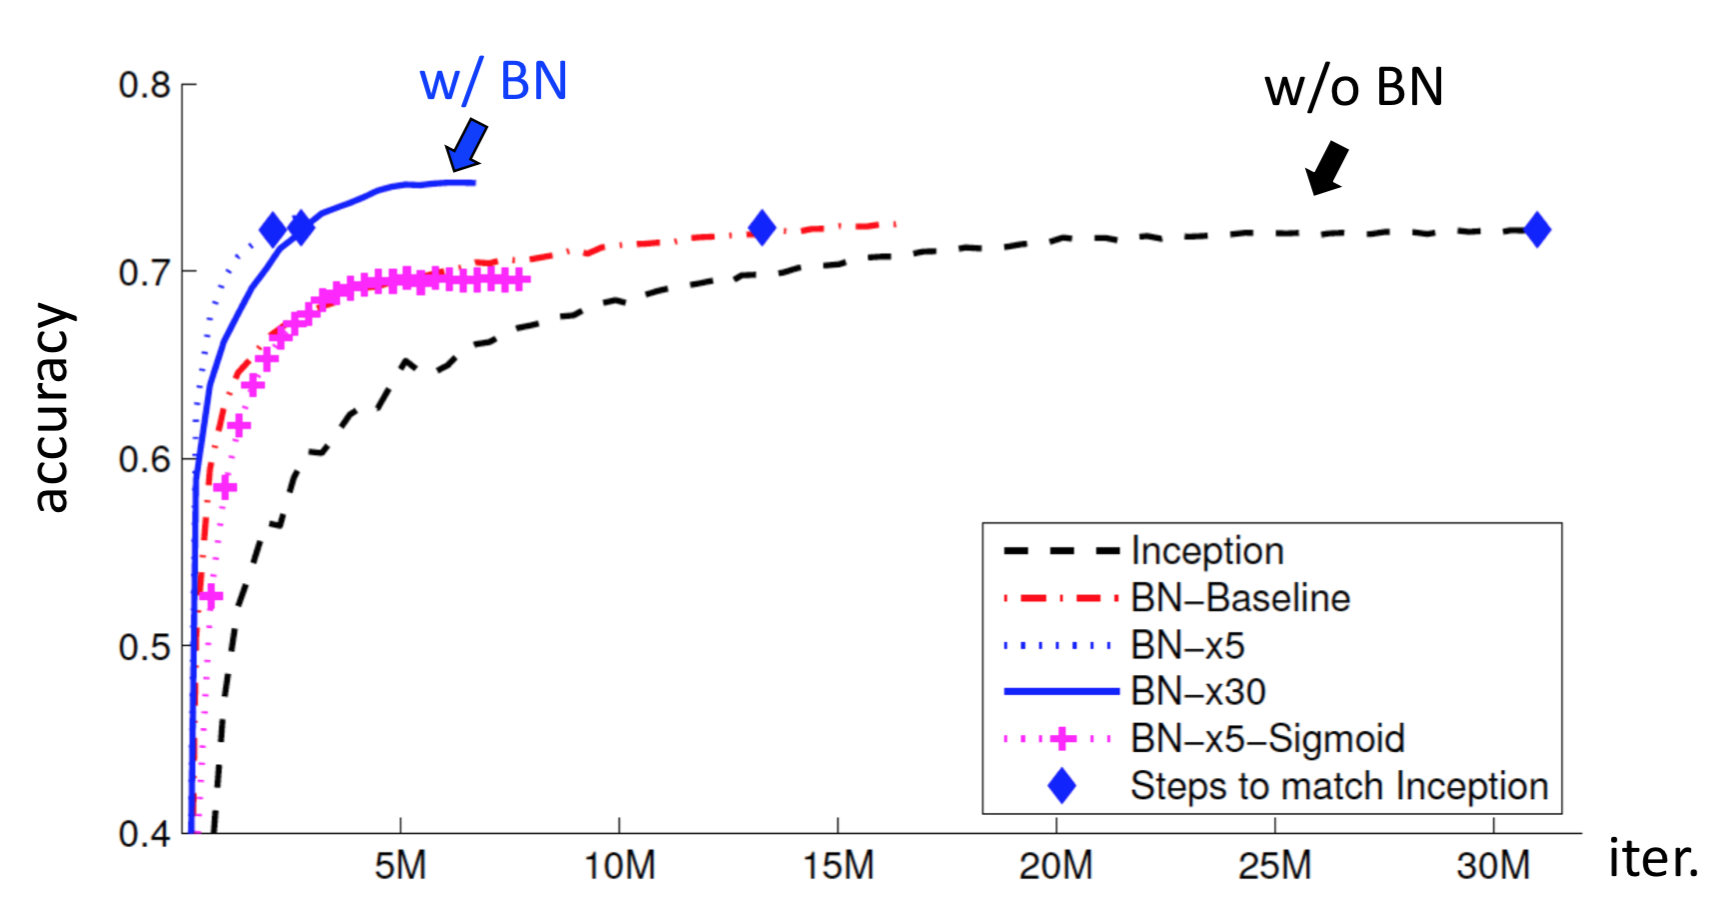 w/ BN
w/o BN
0.8
0.7
0.6
0.5
0.4
accuracy
5M 10M 15M 20M 25M 30M
iter.
Inception
BN–Baseline
BN–x5
BN–x30
BN–x5–Sigmoid
Steps to match Inception